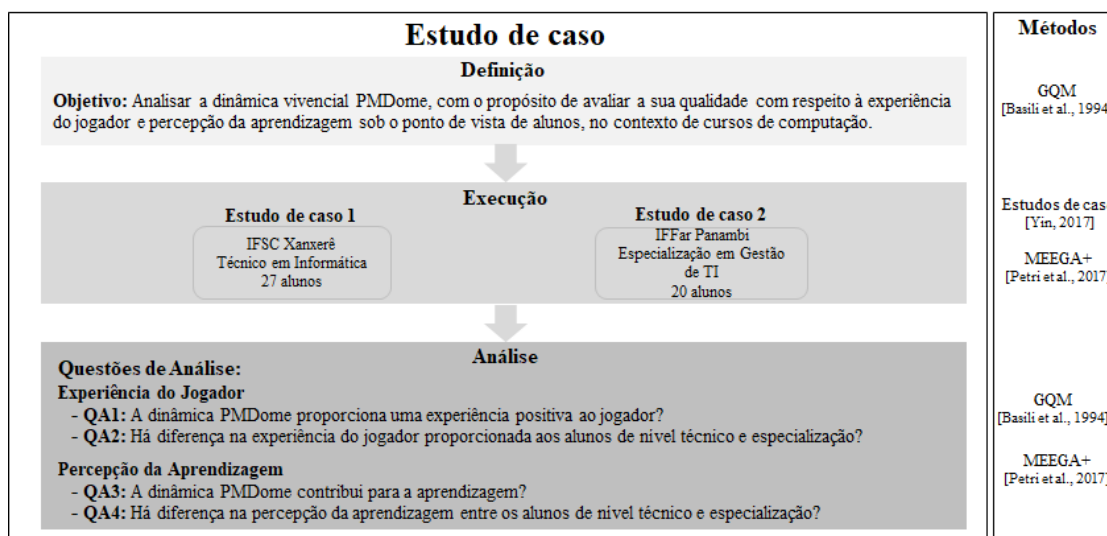 Estudo de caso
Definição
Objetivo: Analisar a dinâmica vivencial PMDome, com o propósito de avaliar a sua qualidade com respeito à experiência
do jogador e percepção da aprendizagem sob o ponto de vista de alunos, no contexto de cursos de computação.
Execução
Estudo de caso 1
IFSC Xanxerê
Técnico em Informática
27 alunos
Estudo de caso 2
IFFar Panambi
Especialização em Gestão
de TI
20 alunos
Análise
Questões de Análise:
Experiência do Jogador
- QA1: A dinâmica PMDome proporciona uma experiência positiva ao jogador?
- QA2: Há diferença na experiência do jogador proporcionada aos alunos de nível técnico e especialização?
Percepção da Aprendizagem
- QA3: A dinâmica PMDome contribui para a aprendizagem?
- QA4: Há diferença na percepção da aprendizagem entre os alunos de nível técnico e especialização?
Métodos
GQM
[Basili et al., 1994
Estudos de caso
[Yin, 2017]
MEEGA+
[Petri et al., 2017]
GQM
[Basili et al., 1994]
MEEGA+
[Petri et al., 2017]